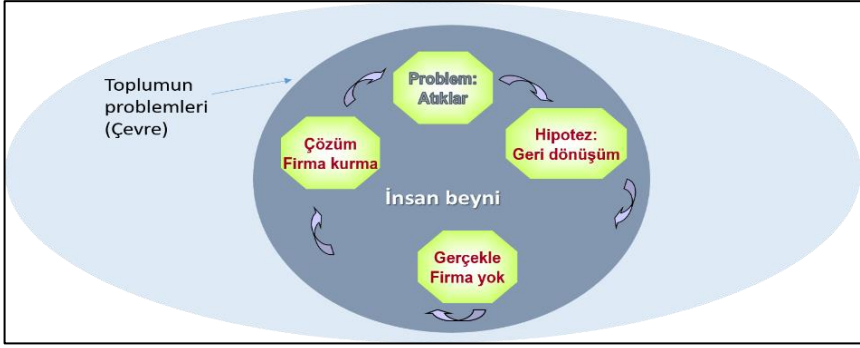 Toplumun
problemleri
(Çevre)
Problem:
Atıklar
Hipotez:
Geri dönüşüm
Çözüm
Firma kurma
İnsan beyni
Gerçekle
Firma yok